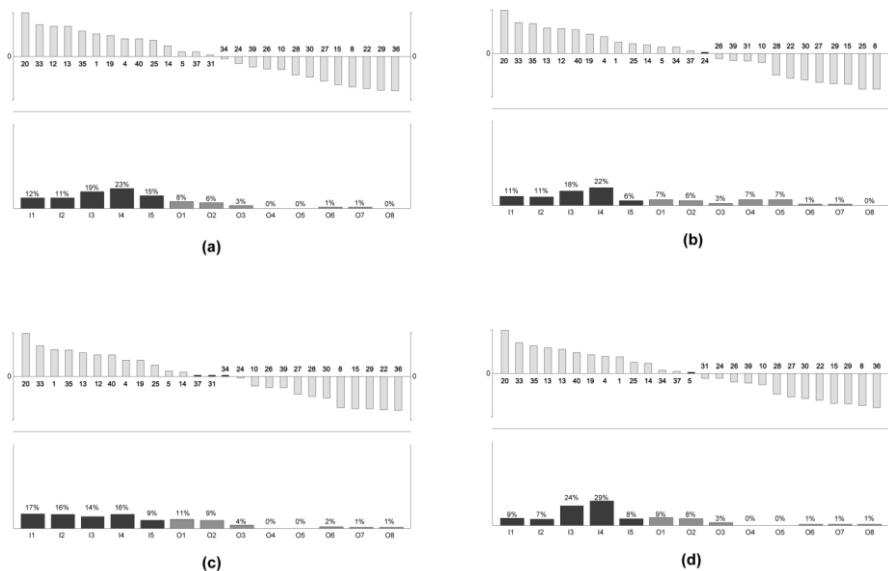 34 24 39 26 10 28 30 27 15 8 22 29 36
0
20 33 12 13 35 1 19 4 40 25 14 5 37 31
12% 11% 19% 23% 15% 8% 6% 3% 0% 0% 1% 1% 0%
I1 I2 I3 I4 I5 O1 O2 O3 O4 O5 O6 O7 O8
(a)
26 39 31 10 28 22 30 27 29 15 25 8
0 0
20 33 35 13 12 40 19 4 1 25 14 5 34 37 24
11% 11% 18% 22% 6% 7% 6% 3% 7% 7% 1% 1% 0%
I1 I2 I3 I4 I5 O1 O2 O3 O4 O5 O6 O7 O8
(b)
34 10 26 39 27 28 30 8 15 29 22 36
0 0
20 33 1 35 13 12 40 4 19 25 5 14 37 31 24
17% 16% 14% 16% 9% 11% 9% 4% 0% 0% 2% 1% 1%
I1 I2 I3 I4 I5 O1 O2 O3 O4 O5 O6 O7 O8
(c)
31 24 26 39 10 28 27 30 22 15 29 8 36
0
20 33 35 13 13 40 19 4 1 25 14 34 37 5
9% 7% 24% 29% 8% 9% 8% 3% 0% 0% 1% 1% 1%
I1 I2 I3 I4 I5 O1 O2 O3 O4 O5 O6 O7 O8
(d)